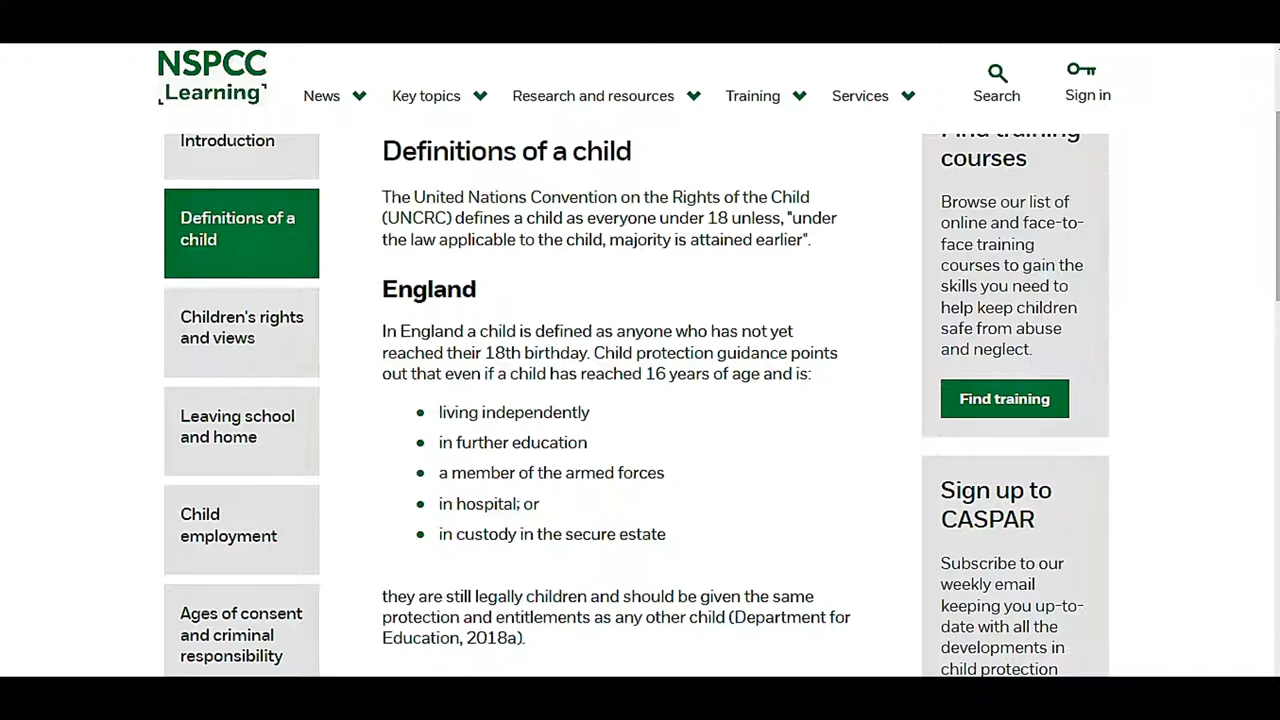 NSPCC
Learning
News
Key topics
Research and resources
Training
Services
Search
Sign in
Introduction
Definitions of a
child
Children's rights
and views
Leaving school
and home
Child
employment
Ages of consent
and criminal
responsibility
Definitions of a child
The United Nations Convention on the Rights of the Child
(UNCRC) defines a child as everyone under 18 unless, "under
the law applicable to the child, majority is attained earlier".
England
In England a child is defined as anyone who has not yet
reached their 18th birthday. Child protection guidance points
out that even if a child has reached 16 years of age and is:
living independently
in further education
a member of the armed forces
in hospital; or
in custody in the secure estate
they are still legally children and should be given the same
protection and entitlements as any other child (Department for
Education, 2018a).
Find training
courses
Browse our list of
online and face-to-
face training
courses to gain the
skills you need to
help keep children
safe from abuse
and neglect.
Find training
Sign up to
CASPAR
Subscribe to our
weekly email
keeping you up-to-
date with all the
developments in
child protection